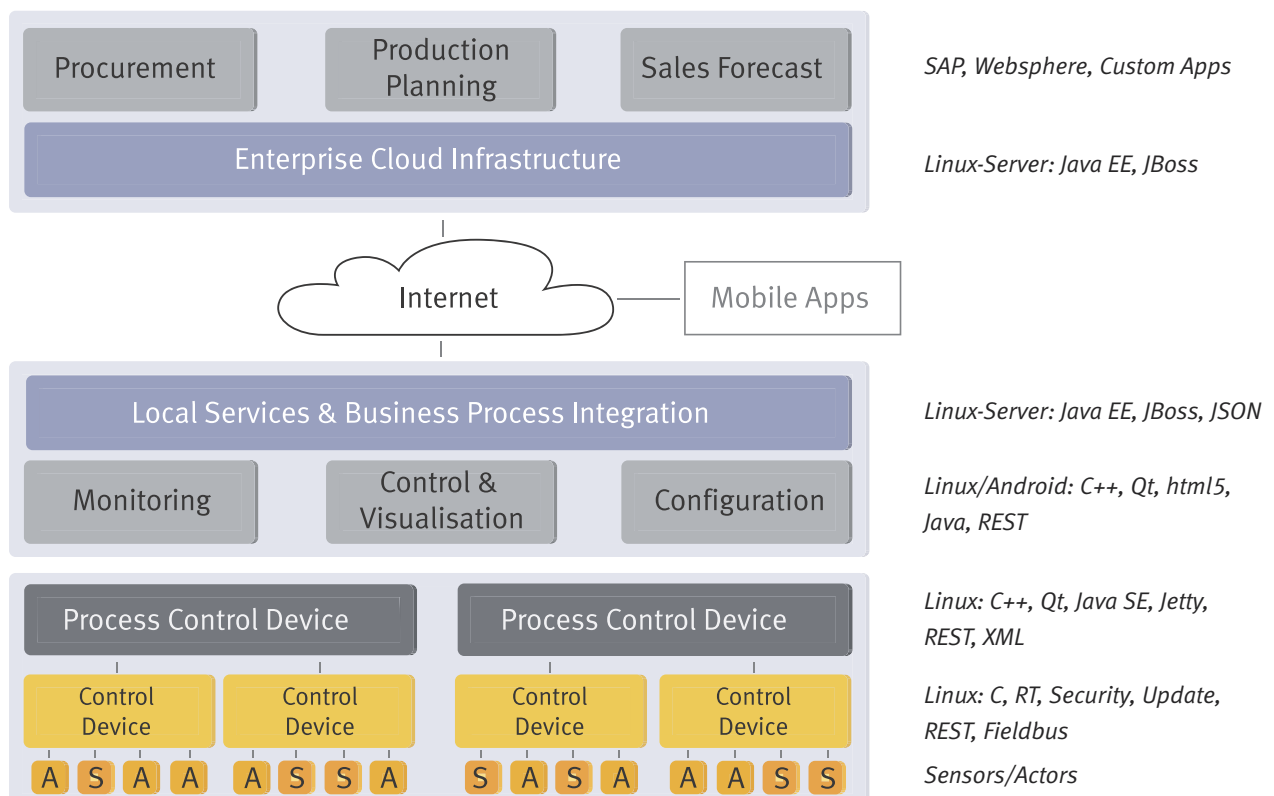 Procurement
Production
Planning
Sales Forecast
SAP, Websphere, Custom Apps
Enterprise Cloud Infrastructure
Linux-Server: Java EE, JBoss
Internet
Mobile Apps
Local Services & Business Process Integration
Linux-Server: Java EE, JBoss, JSON
Monitoring
Control &
Visualisation
Configuration
Linux/Android: C++, Qt, html5,
Java, REST
Process Control Device
Process Control Device
Linux: C++, Qt, Java SE, Jetty,
REST, XML
Control
Device
Control
Device
Control
Device
Control
Device
Linux: C, RT, Security, Update,
REST, Fieldbus
A S A A A S S A S A S A A A S S
Sensors/Actors